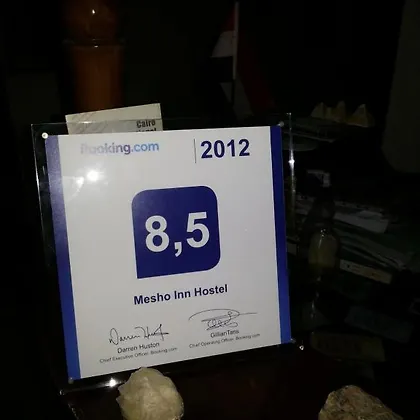 Cairo
Booking.com
2012
8,5
Mesho Inn Hostel
Darren Huston
Chief Executive Officer Booking.com
Gillian Tans
Chief Operating Officer Booking.com